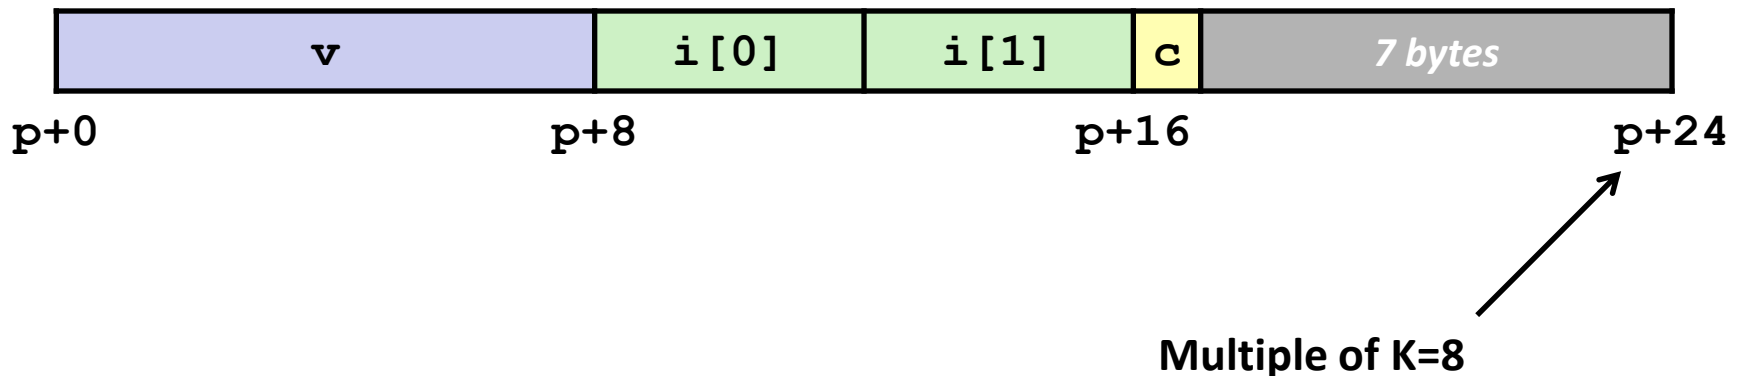 v i[0] i[1] c 7 bytes
p+0 p+8 p+16 p+24
Multiple of K=8